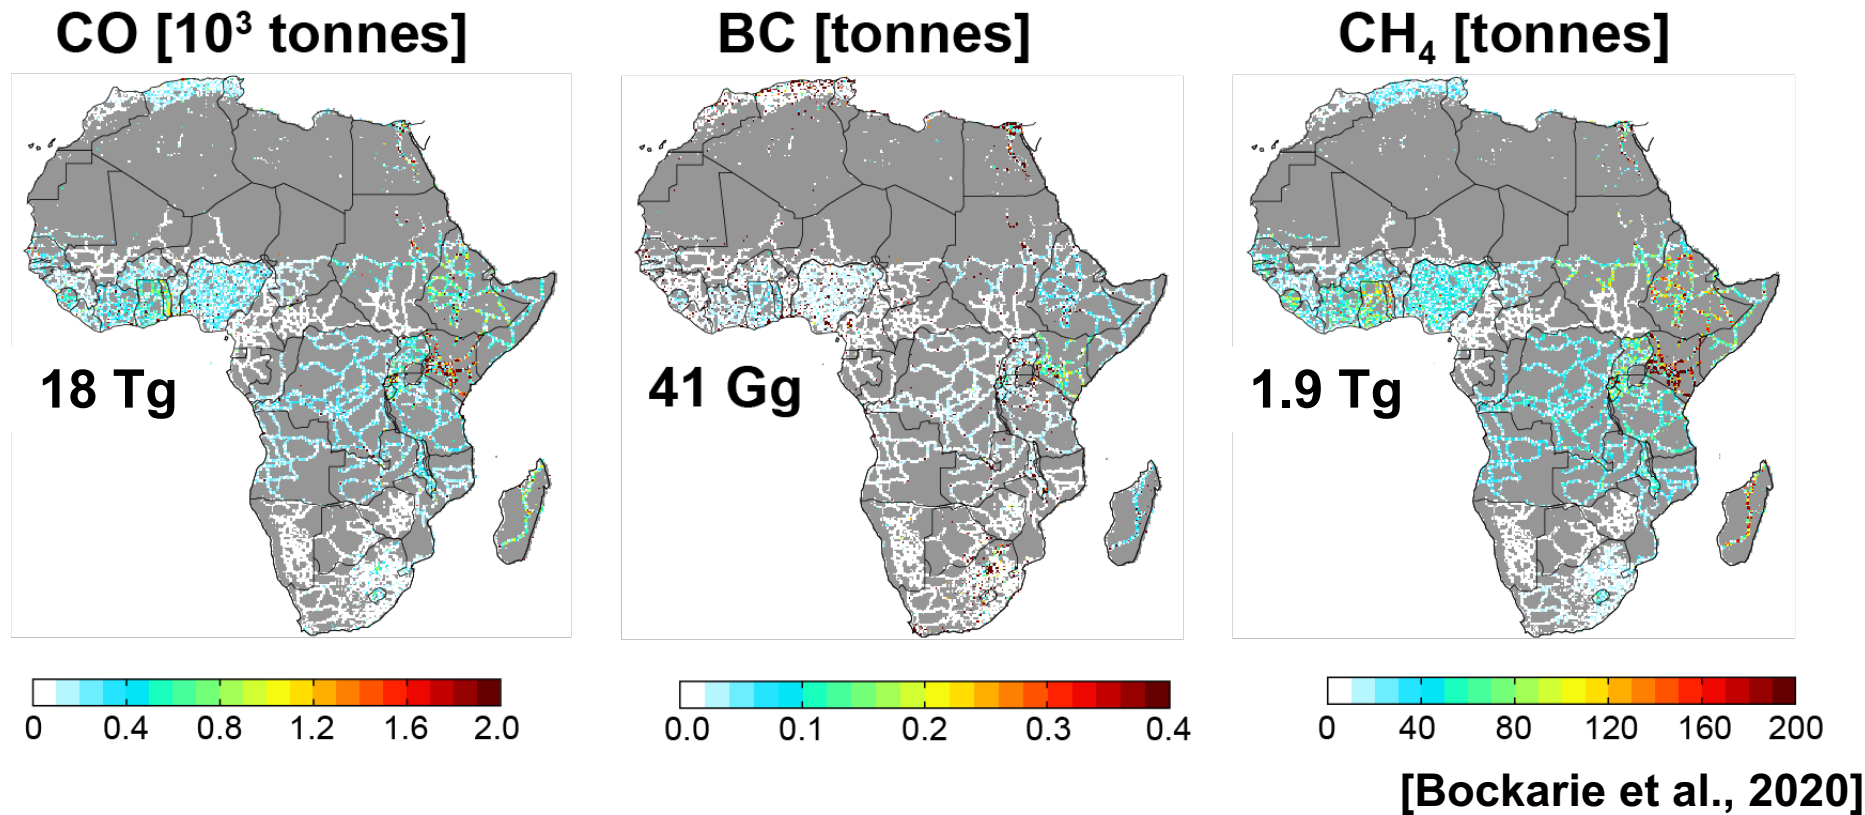 CO [10³ tonnes]
BC [tonnes]
CH₄ [tonnes]
18 Tg
41 Gg
1.9 Tg
0 0.4 0.8 1.2 1.6 2.0
0.0 0.1 0.2 0.3 0.4
0 40 80 120 160 200
[Bockarie et al., 2020]